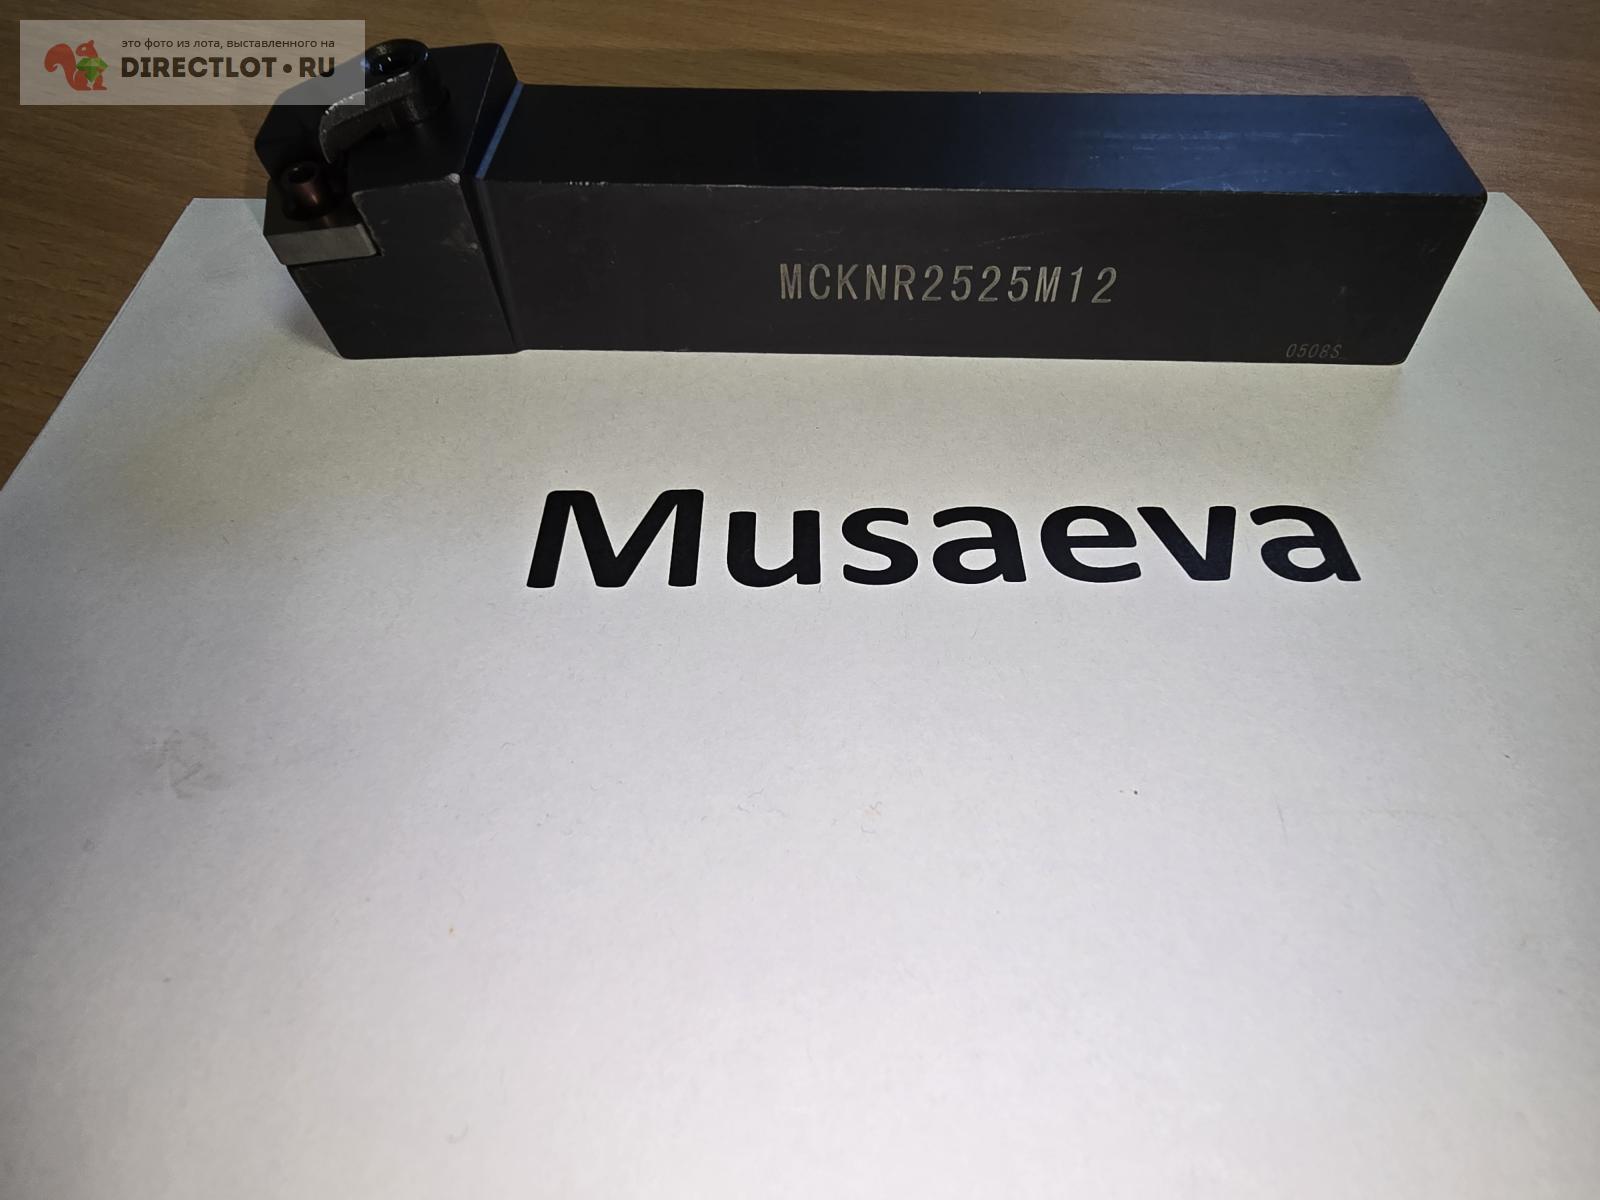 это фото из лота, выставленного на
DIRECTLOT•RU
MCKNR2525M12
0508S
Musaeva